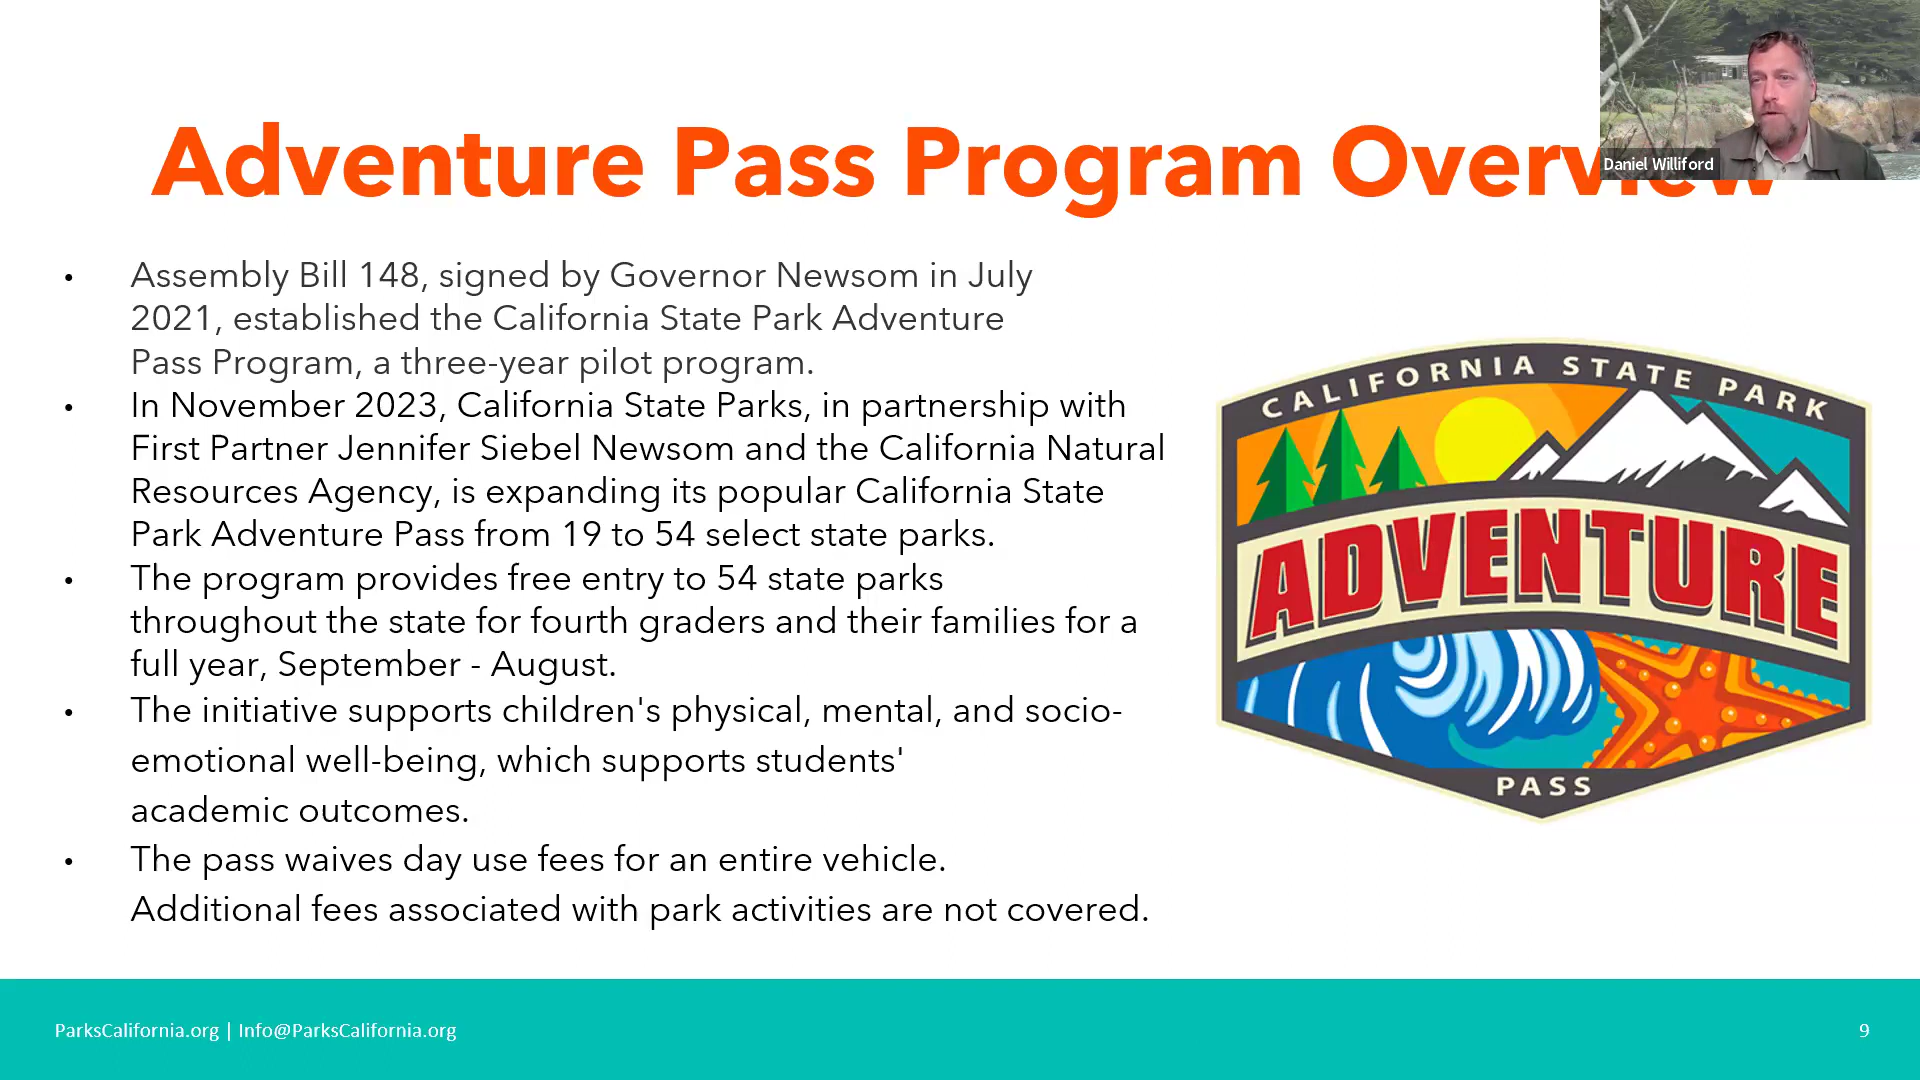 Adventure Pass Program Overview
Daniel Williford
• Assembly Bill 148, signed by Governor Newsom in July
2021, established the California State Park Adventure
Pass Program, a three-year pilot program.
• In November 2023, California State Parks, in partnership with
First Partner Jennifer Siebel Newsom and the California Natural
Resources Agency, is expanding its popular California State
Park Adventure Pass from 19 to 54 select state parks.
• The program provides free entry to 54 state parks
throughout the state for fourth graders and their families for a
full year, September - August.
• The initiative supports children's physical, mental, and socio-
emotional well-being, which supports students'
academic outcomes.
• The pass waives day use fees for an entire vehicle.
Additional fees associated with park activities are not covered.
CALIFORNIA STATE PARK
ADVENTURE
PASS
ParksCalifornia.org | Info@ParksCalifornia.org
9